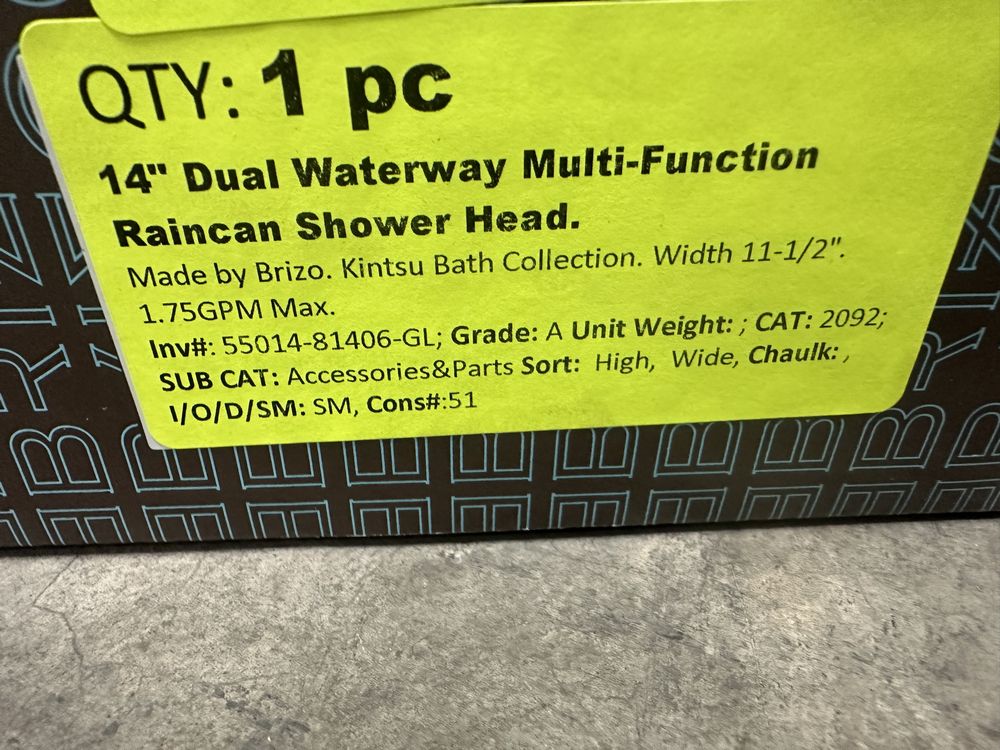 QTY: 1 pc
14" Dual Waterway Multi-Function
Raincan Shower Head.
Made by Brizo. Kintsu Bath Collection. Width 11-1/2".
1.75GPM Max.
Inv#: 55014-81406-GL; Grade: A Unit Weight: ; CAT: 2092;
SUB CAT: Accessories&Parts Sort: High, Wide, Chaulk: ,
I/O/D/SM: SM, Cons#:51